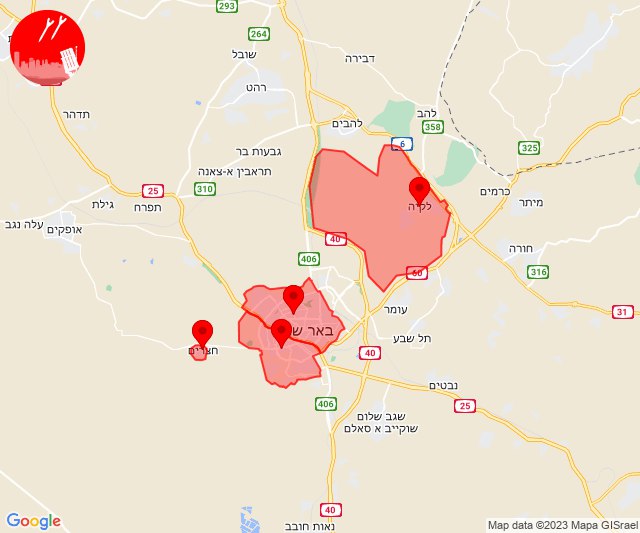 293
264
שובל
דבירה
רהט
תדהר
להבים
להב
358
6
325
גבעות בר
תראבין א-צאנה
25
310
תפרח
גילת
לקיה
כרמים
מיתר
עלה נגב
אופקים
40
406
חורה
60
316
עומר
31
תל שבע
באר ש
חצרים
40
נבטים
406
25
שגב שלום
שוקייב א סאלם
40
נאות חובב
Google
Map data ©2023 Mapa GISrael